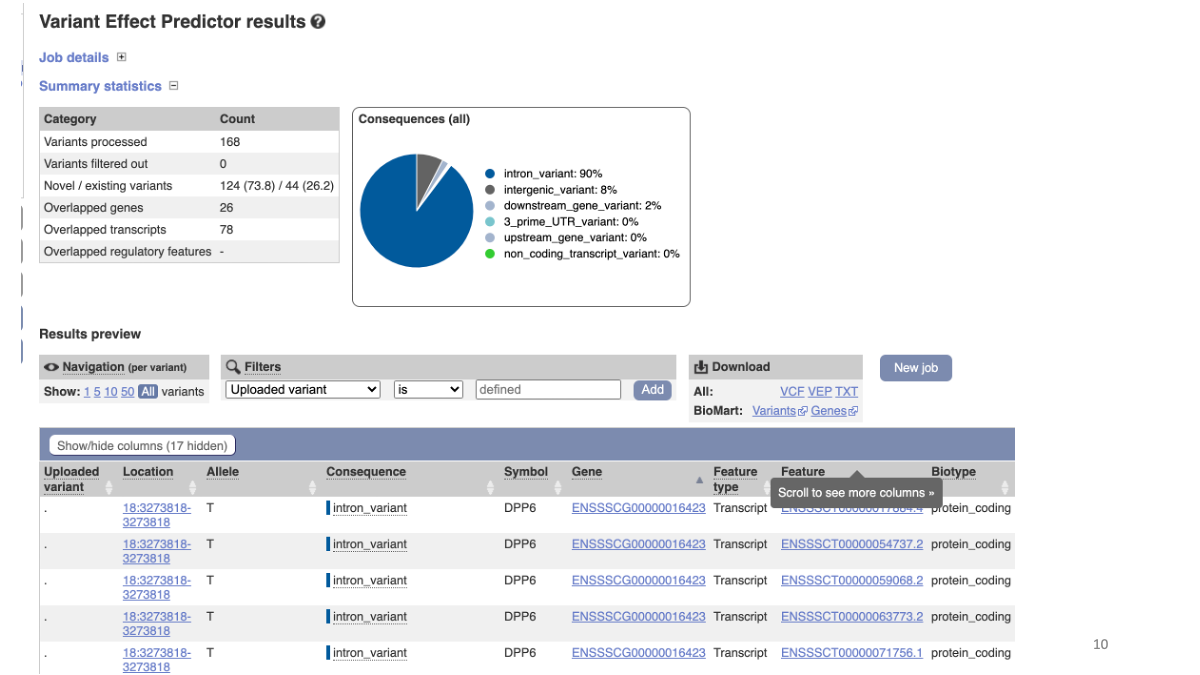 Variant Effect Predictor results ?
Job details
Summary statistics
Category Count
Variants processed 168
Variants filtered out 0
Novel / existing variants 124 (73.8) / 44 (26.2)
Overlapped genes 26
Overlapped transcripts 78
Overlapped regulatory features -
Consequences (all)
intron_variant: 90%
intergenic_variant: 8%
downstream_gene_variant: 2%
3_prime_UTR_variant: 0%
upstream_gene_variant: 0%
non_coding_transcript_variant: 0%
Results preview
Navigation (per variant)
Show: 1 5 10 50 All variants
Filters
Uploaded variant is defined Add
Download
All: VCF VEP TXT
BioMart: Variants Genes
New job
Show/hide columns (17 hidden)
Uploaded Location Allele Consequence Symbol Gene Feature Feature Biotype
variant type
Scroll to see more columns »
. 18:3273818- T intron_variant DPP6 ENSSSCG00000016423 Transcript protein_coding
3273818
. 18:3273818- T intron_variant DPP6 ENSSSCG00000016423 Transcript ENSSSCT00000054737.2 protein_coding
3273818
. 18:3273818- T intron_variant DPP6 ENSSSCG00000016423 Transcript ENSSSCT00000059068.2 protein_coding
3273818
. 18:3273818- T intron_variant DPP6 ENSSSCG00000016423 Transcript ENSSSCT00000063773.2 protein_coding
3273818
. 18:3273818- T intron_variant DPP6 ENSSSCG00000016423 Transcript ENSSSCT00000071756.1 protein_coding
3273818
10